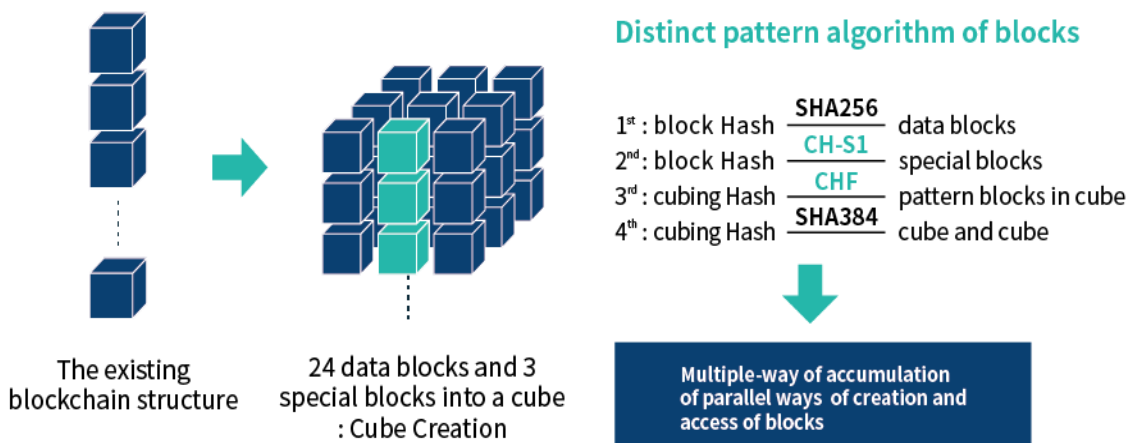 Distinct pattern algorithm of blocks
1st : block Hash SHA256 data blocks
2nd : block Hash CH-S1 special blocks
3rd : cubing Hash CHF pattern blocks in cube
4th : cubing Hash SHA384 cube and cube
The existing
blockchain structure
24 data blocks and 3
special blocks into a cube
: Cube Creation
Multiple-way of accumulation
of parallel ways of creation and
access of blocks